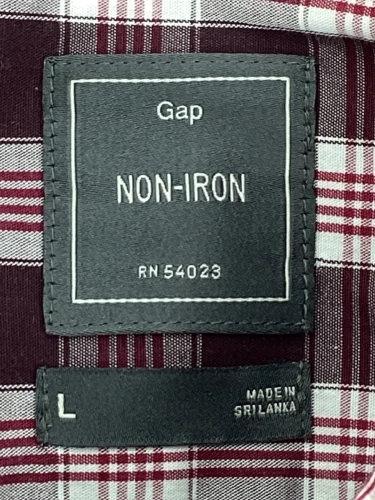 Gap
NON-IRON
RN 54023
L
MADE IN
SRI LANKA